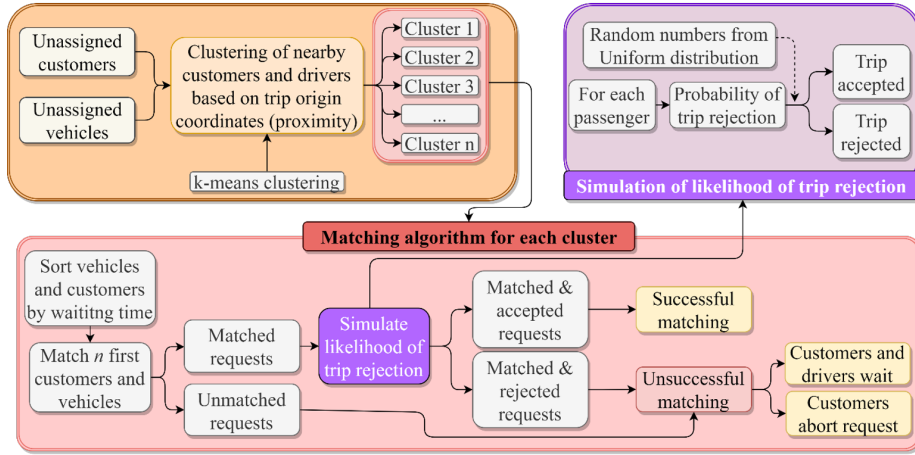 Unassigned
customers
Unassigned
vehicles
Clustering of nearby
customers and drivers
based on trip origin
coordinates (proximity)
k-means clustering
Cluster 1
Cluster 2
Cluster 3
...
Cluster n
Random numbers from
Uniform distribution
For each
passenger
Probability of
trip rejection
Trip
accepted
Trip
rejected
Simulation of likelihood of trip rejection
Matching algorithm for each cluster
Sort vehicles
and customers
by waititng time
Match n first
customers and
vehicles
Matched
requests
Unmatched
requests
Simulate
likelihood of
trip rejection
Matched &
accepted
requests
Matched &
rejected
requests
Successful
matching
Unsuccessful
matching
Customers and
drivers wait
Customers
abort request